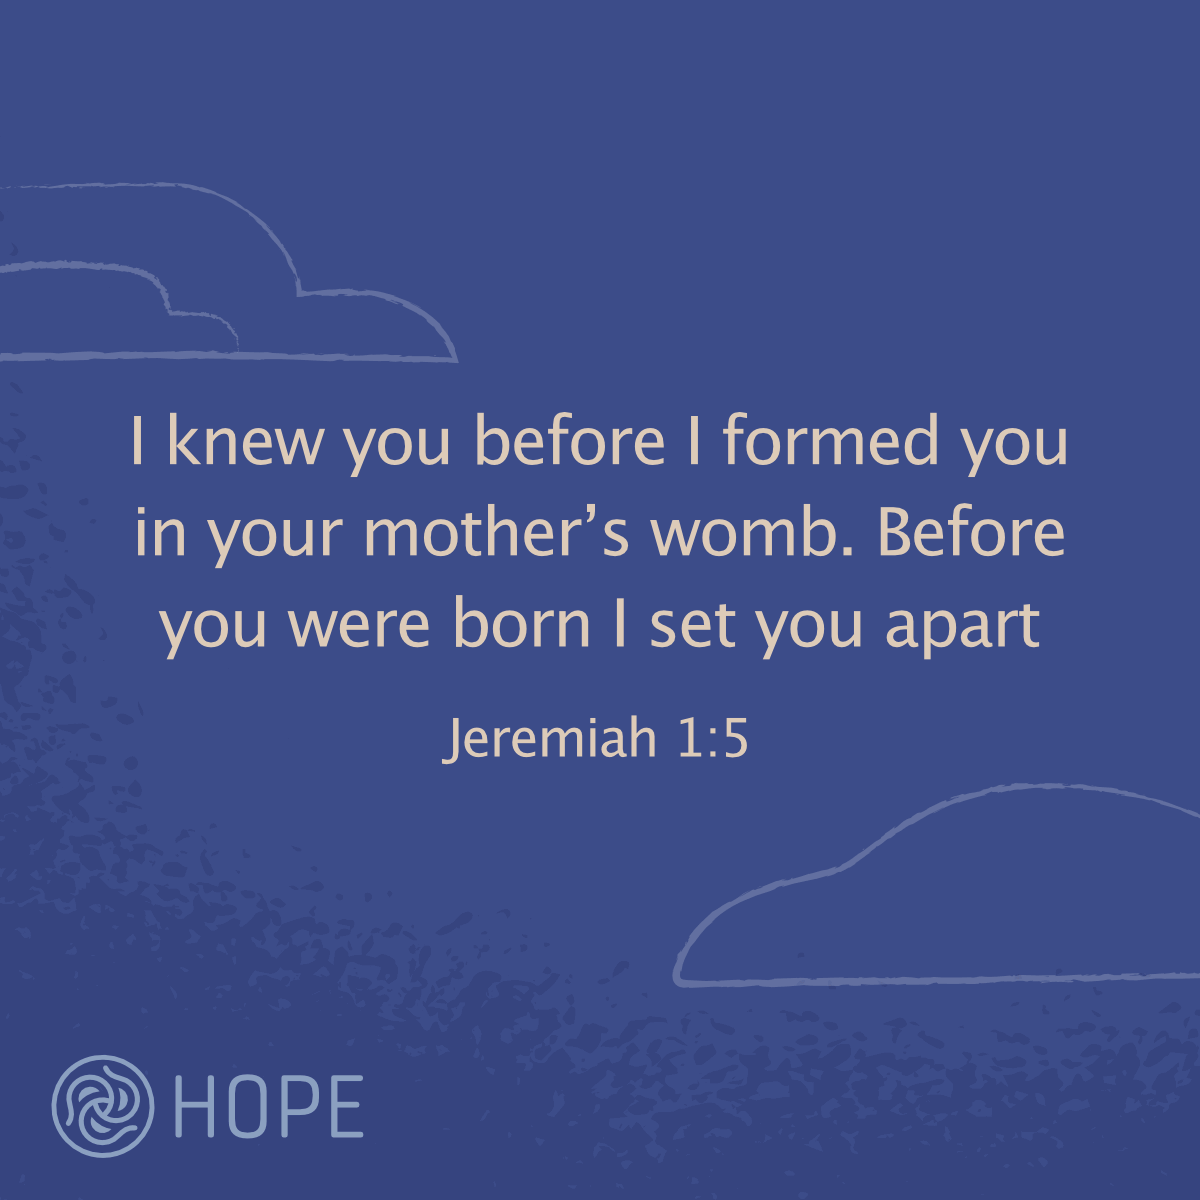 I knew you before I formed you
in your mother’s womb. Before
you were born I set you apart
Jeremiah 1:5
HOPE